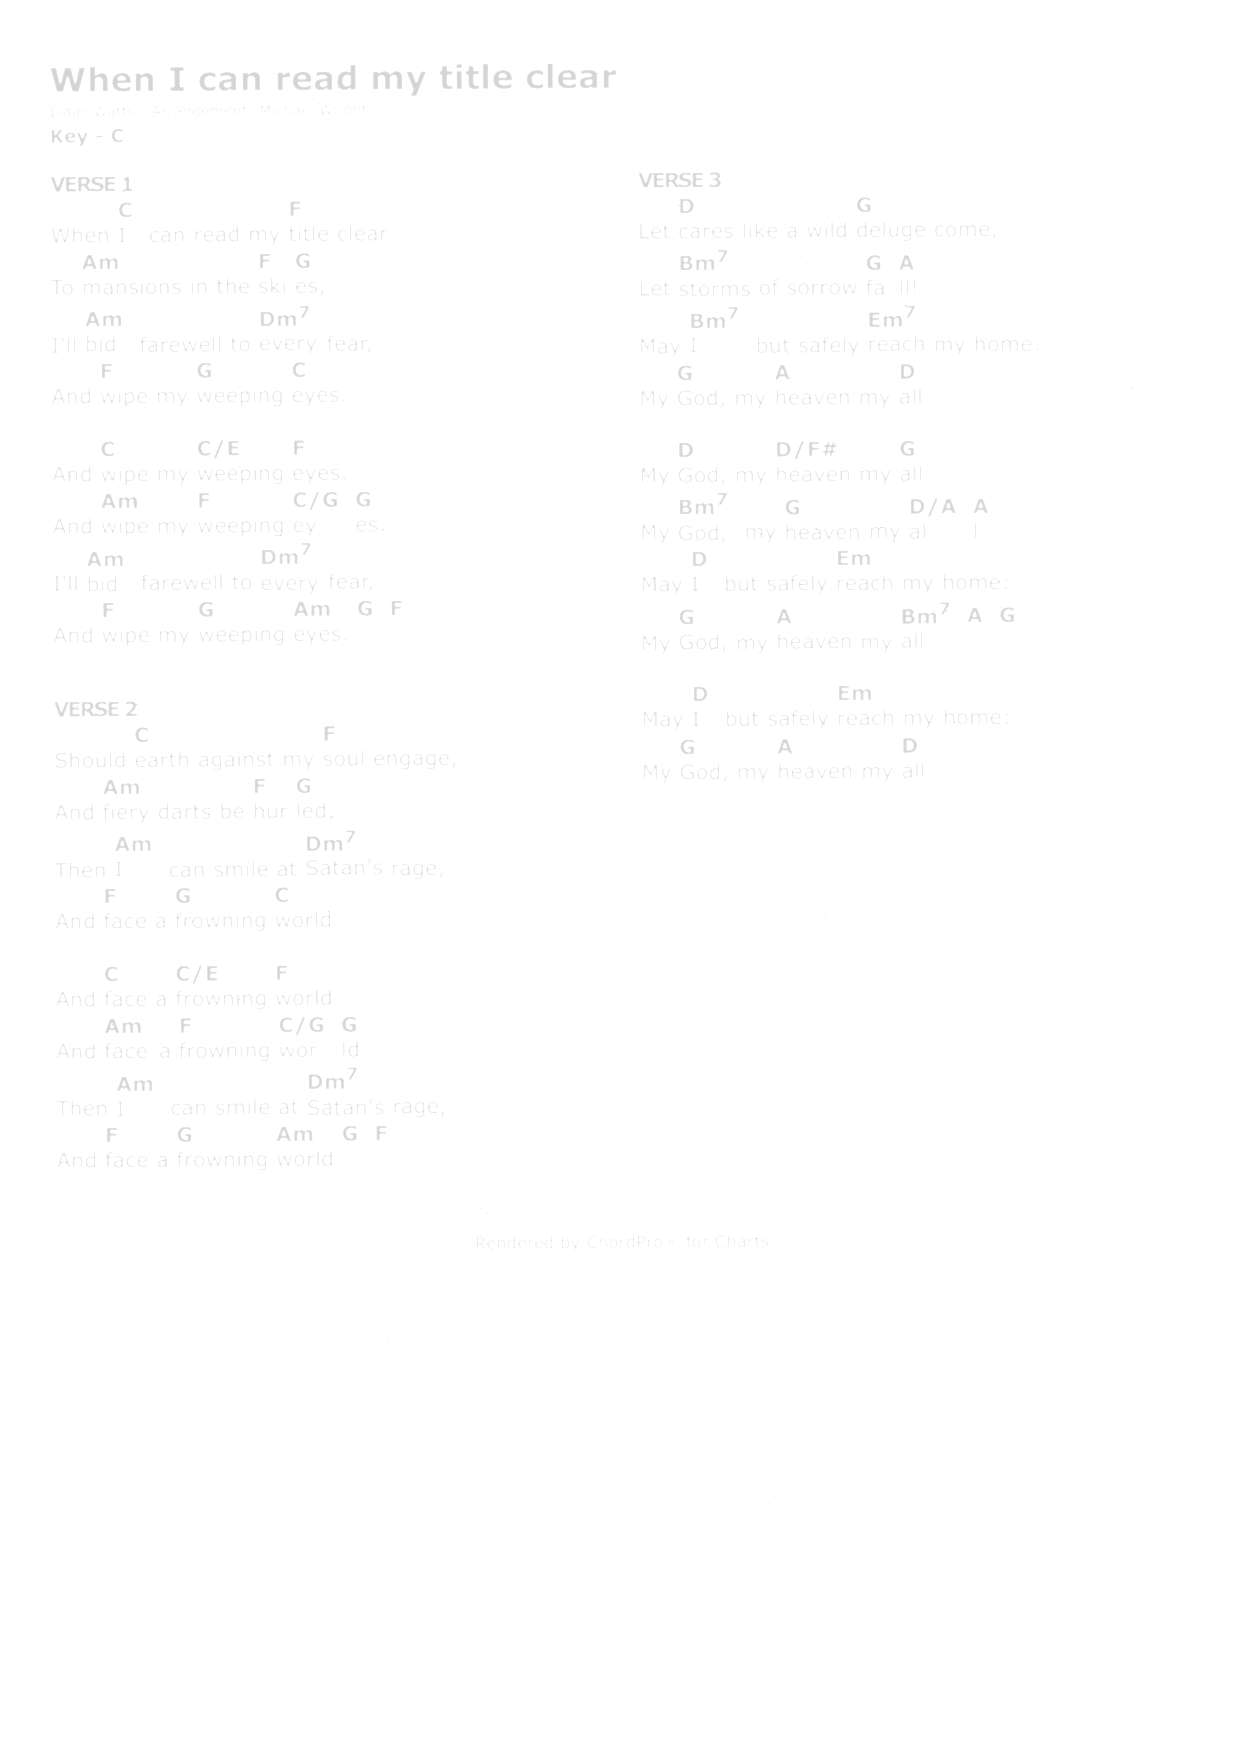 When I can read my title clear
Isaac Watts Arrangement Michael
Key - C
VERSE 1
C F
When I can read my title clear
Am F G
To mansions in the ski es,
Am Dm7
I'll bid farewell to every fear,
F G C
And wipe my weeping eyes.
C C/E F
And wipe my weeping eyes.
Am F C/G G
And wipe my weeping ey es.
Am Dm7
I'll bid farewell to every fear,
F G Am G F
And wipe my weeping eyes.
VERSE 2
C F
Should earth against my soul engage,
Am F G
And fiery darts be hur led,
Am Dm7
Then I can smile at Satan's rage,
F G C
And face a frowning world
C C/E F
And face a frowning world
Am F C/G G
And face a frowning wor ld
Am Dm7
Then I can smile at Satan's rage,
F G Am G F
And face a frowning world
VERSE 3
D G
Let cares like a wild deluge come,
Bm7 G A
Let storms of sorrow fa ll!
Bm7 Em7
May I but safely reach my home:
G A D
My God, my heaven my all
D D/F# G
My God, my heaven my all
Bm7 G D/A A
My God, my heaven my al l
D Em
May I but safely reach my home:
G A Bm7 A G
My God, my heaven my all
D Em
May I but safely reach my home:
G A D
My God, my heaven my all
Rendered by ChordPro for Charts